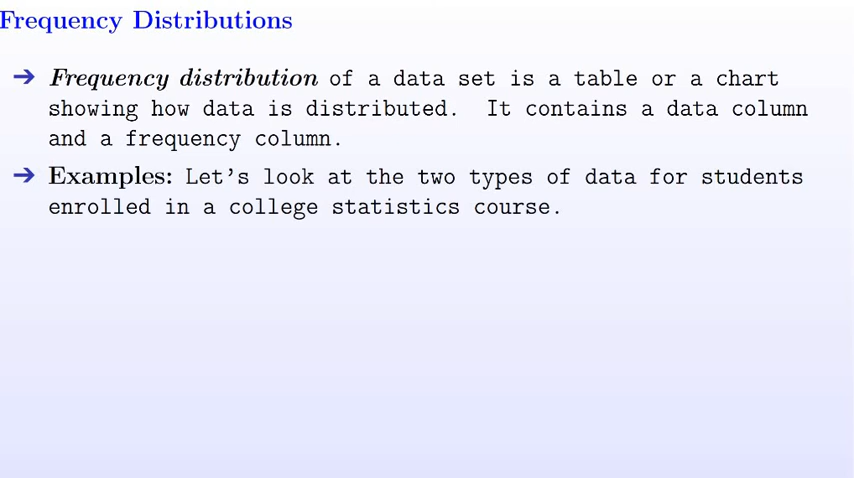 Frequency Distributions
➔ Frequency distribution of a data set is a table or a chart
showing how data is distributed. It contains a data column
and a frequency column.
➔ Examples: Let's look at the two types of data for students
enrolled in a college statistics course.